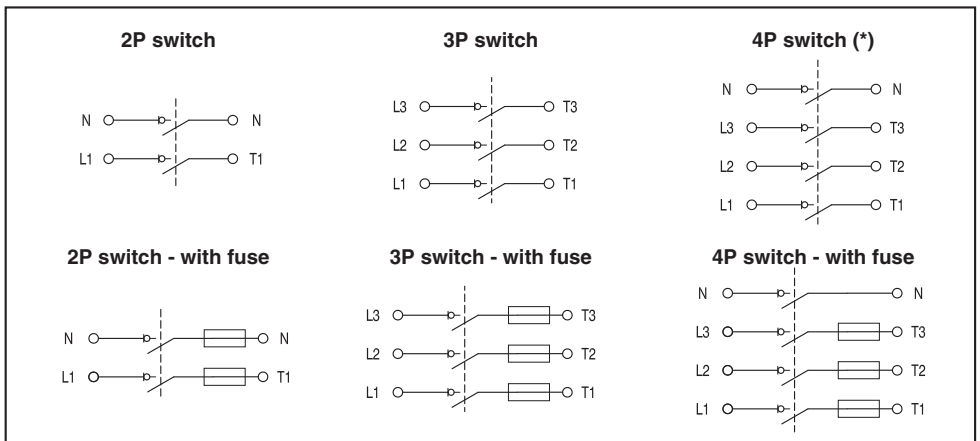 2P switch 3P switch 4P switch (*)
N N
L3 T3
N N
L3 T3
L2 T2
L2 T2
L1 T1
L1 T1
L1 T1
2P switch - with fuse 3P switch - with fuse 4P switch - with fuse
N N
L3 T3
L3 T3
N N
L2 T2
L2 T2
L1 T1
L1 T1
L1 T1